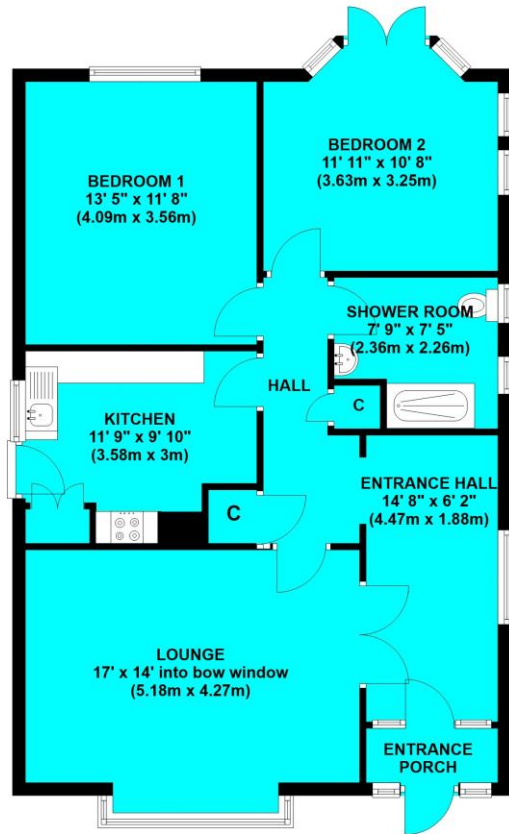 BEDROOM 1
13' 5" x 11' 8"
(4.09m x 3.56m)
BEDROOM 2
11' 11" x 10' 8"
(3.63m x 3.25m)
SHOWER ROOM
7' 9" x 7' 5"
(2.36m x 2.26m)
HALL
C
KITCHEN
11' 9" x 9' 10"
(3.58m x 3m)
C
ENTRANCE HALL
14' 8" x 6' 2"
(4.47m x 1.88m)
LOUNGE
17' x 14' into bow window
(5.18m x 4.27m)
ENTRANCE
PORCH